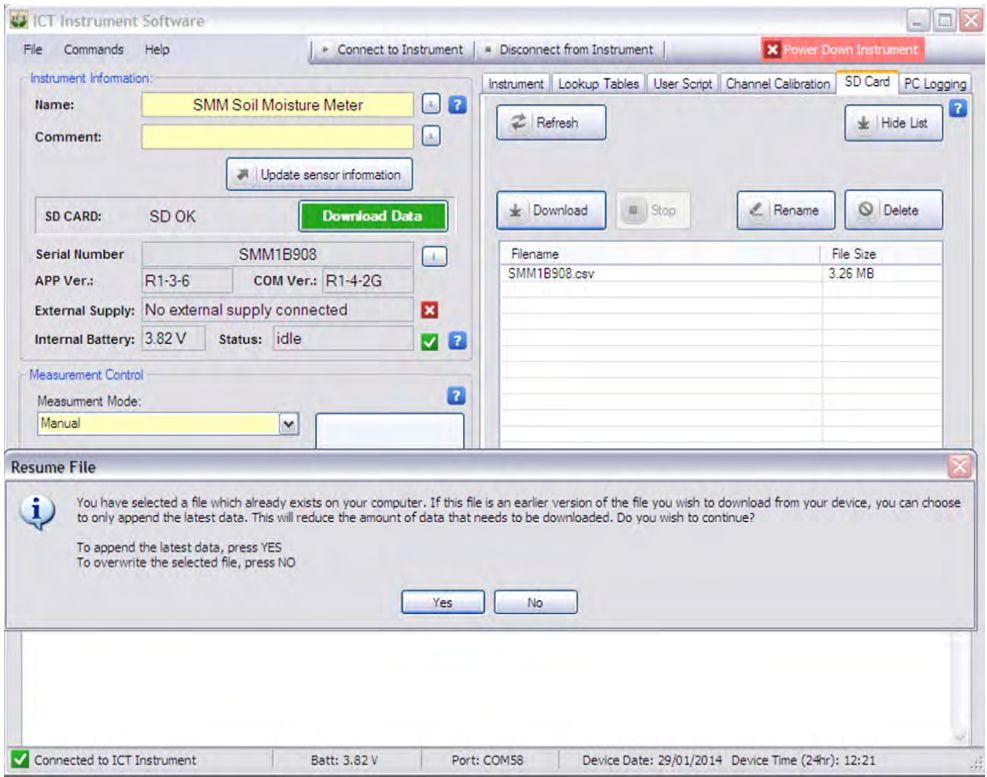 ICT Instrument Software
File Commands Help
Connect to Instrument
Disconnect from Instrument
Power Down Instrument
Instrument Information:
Name: SMM Soil Moisture Meter
Comment:
Update sensor information
SD CARD: SD OK Download Data
Serial Number SMM1B908
APP Ver.: R1-3-6 COM Ver.: R1-4-2G
External Supply: No external supply connected
Internal Battery: 3.82 V Status: idle
Measurement Control
Measurment Mode:
Manual
Instrument Lookup Tables User Script Channel Calibration SD Card PC Logging
Refresh Hide List
Download Stop Rename Delete
Filename File Size
SMM1B908.csv 3.26 MB
Resume File
You have selected a file which already exists on your computer. If this file is an earlier version of the file you wish to download from your device, you can choose
to only append the latest data. This will reduce the amount of data that needs to be downloaded. Do you wish to continue?
To append the latest data, press YES
To overwrite the selected file, press NO
Yes No
Connected to ICT Instrument Batt: 3.82 V Port: COM58 Device Date: 29/01/2014 Device Time (24hr): 12:21